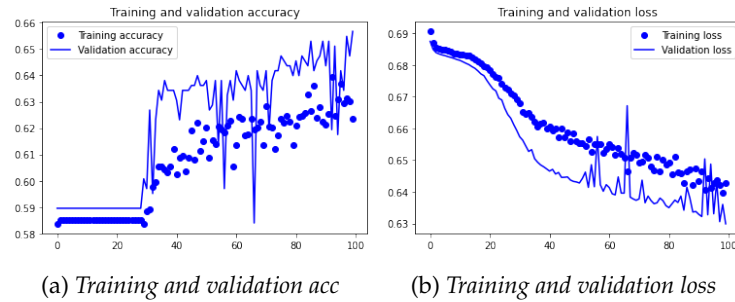 Training and validation accuracy
0.66
0.65
0.64
0.63
0.62
0.61
0.60
0.59
0.58
Training accuracy
Validation accuracy
0 20 40 60 80 100
(a) Training and validation acc
Training and validation loss
0.69
0.68
0.67
0.66
0.65
0.64
0.63
Training loss
Validation loss
0 20 40 60 80 100
(b) Training and validation loss